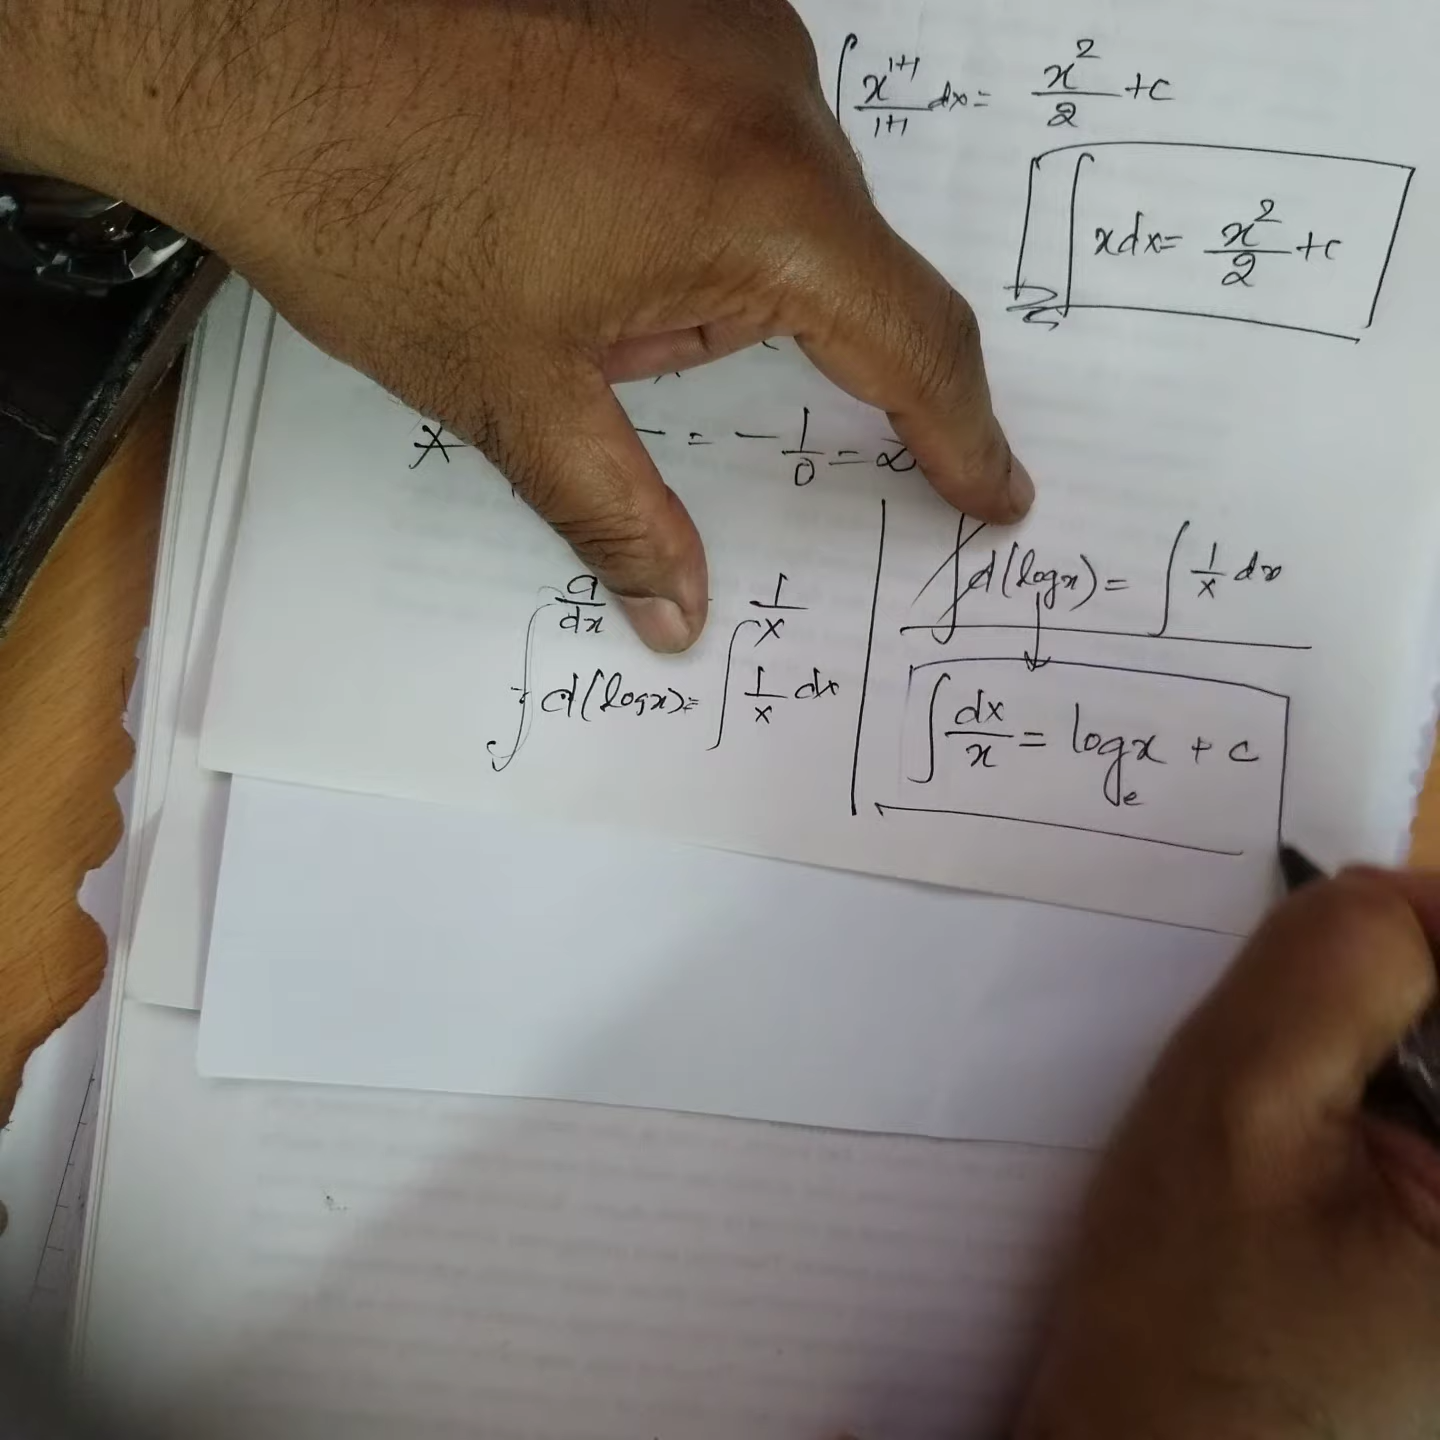 ∫ x^{1+1}/1+1 dx = x²/2 + c
∫ x dx = x²/2 + c
= - 1/0 = ∞
d/dx 1/x
∫ d(log x) = ∫ 1/x dx
∫ d(log x) = ∫ 1/x dx
∫ dx/x = log_e x + c